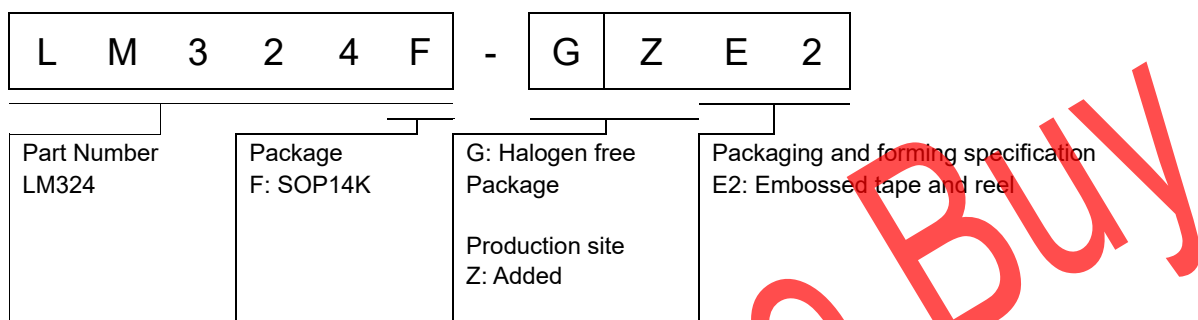 L M 3 2 4 F - G Z E 2
Part Number
LM324
Package
F: SOP14K
G: Halogen free
Package
Production site
Z: Added
Packaging and forming specification
E2: Embossed tape and reel
Buy